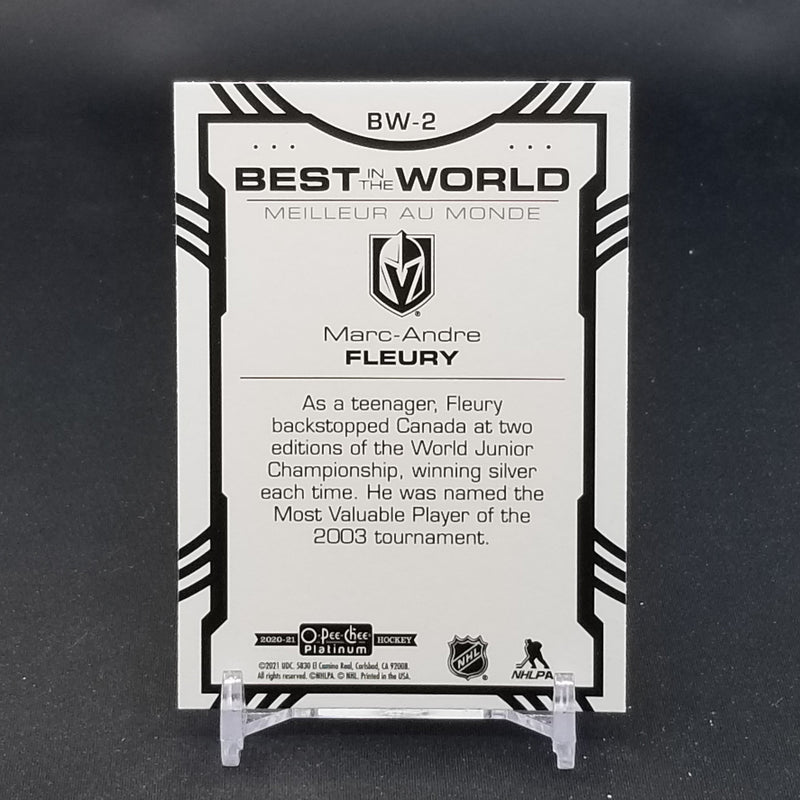 BW-2
BEST IN THE WORLD
MEILLEUR AU MONDE
Marc-Andre
FLEURY
As a teenager, Fleury
backstopped Canada at two
editions of the World Junior
Championship, winning silver
each time. He was named the
Most Valuable Player of the
2003 tournament.
2020-21 O-Pee-Chee Platinum HOCKEY
©2021 UDC. 5830 El Camino Real, Carlsbad, CA 92008.
All rights reserved. ©NHLPA. © NHL. Printed in the USA.
NHL ®
NHLPA